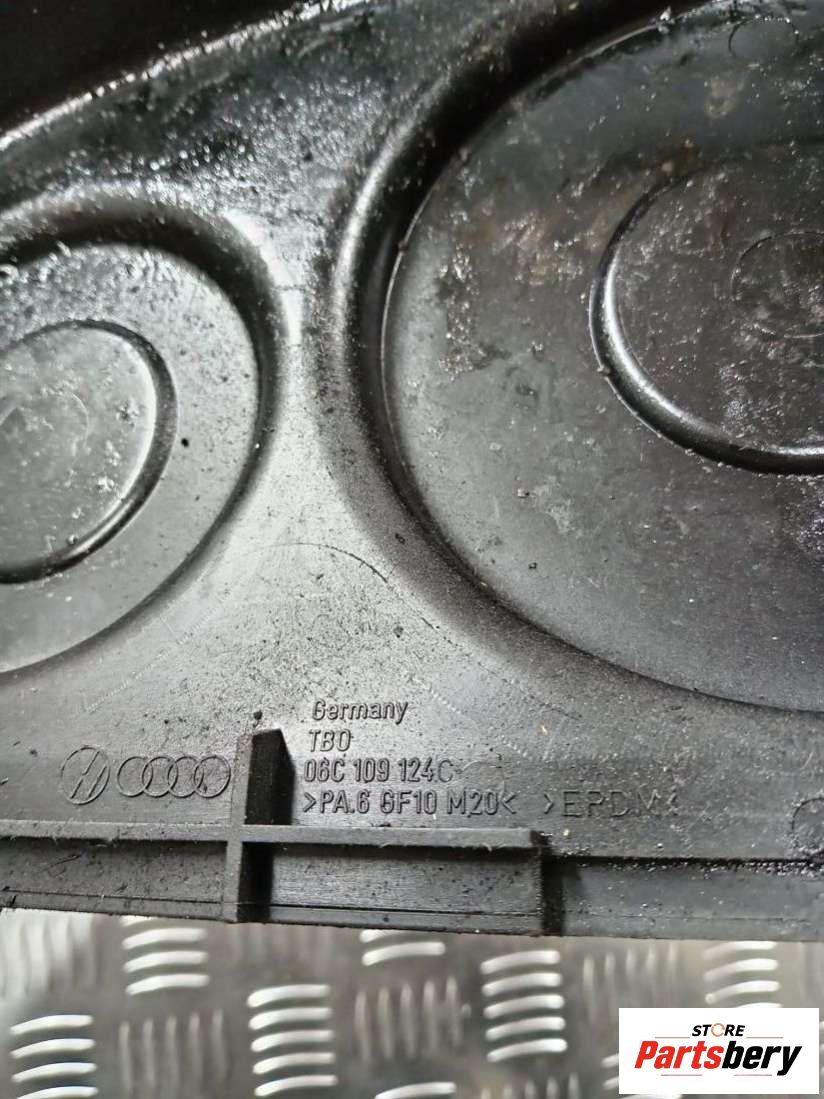 Germany
TBO
06C 109 124C
>PA.6 GF10 M20< >EPDM<
STORE
Partsbery